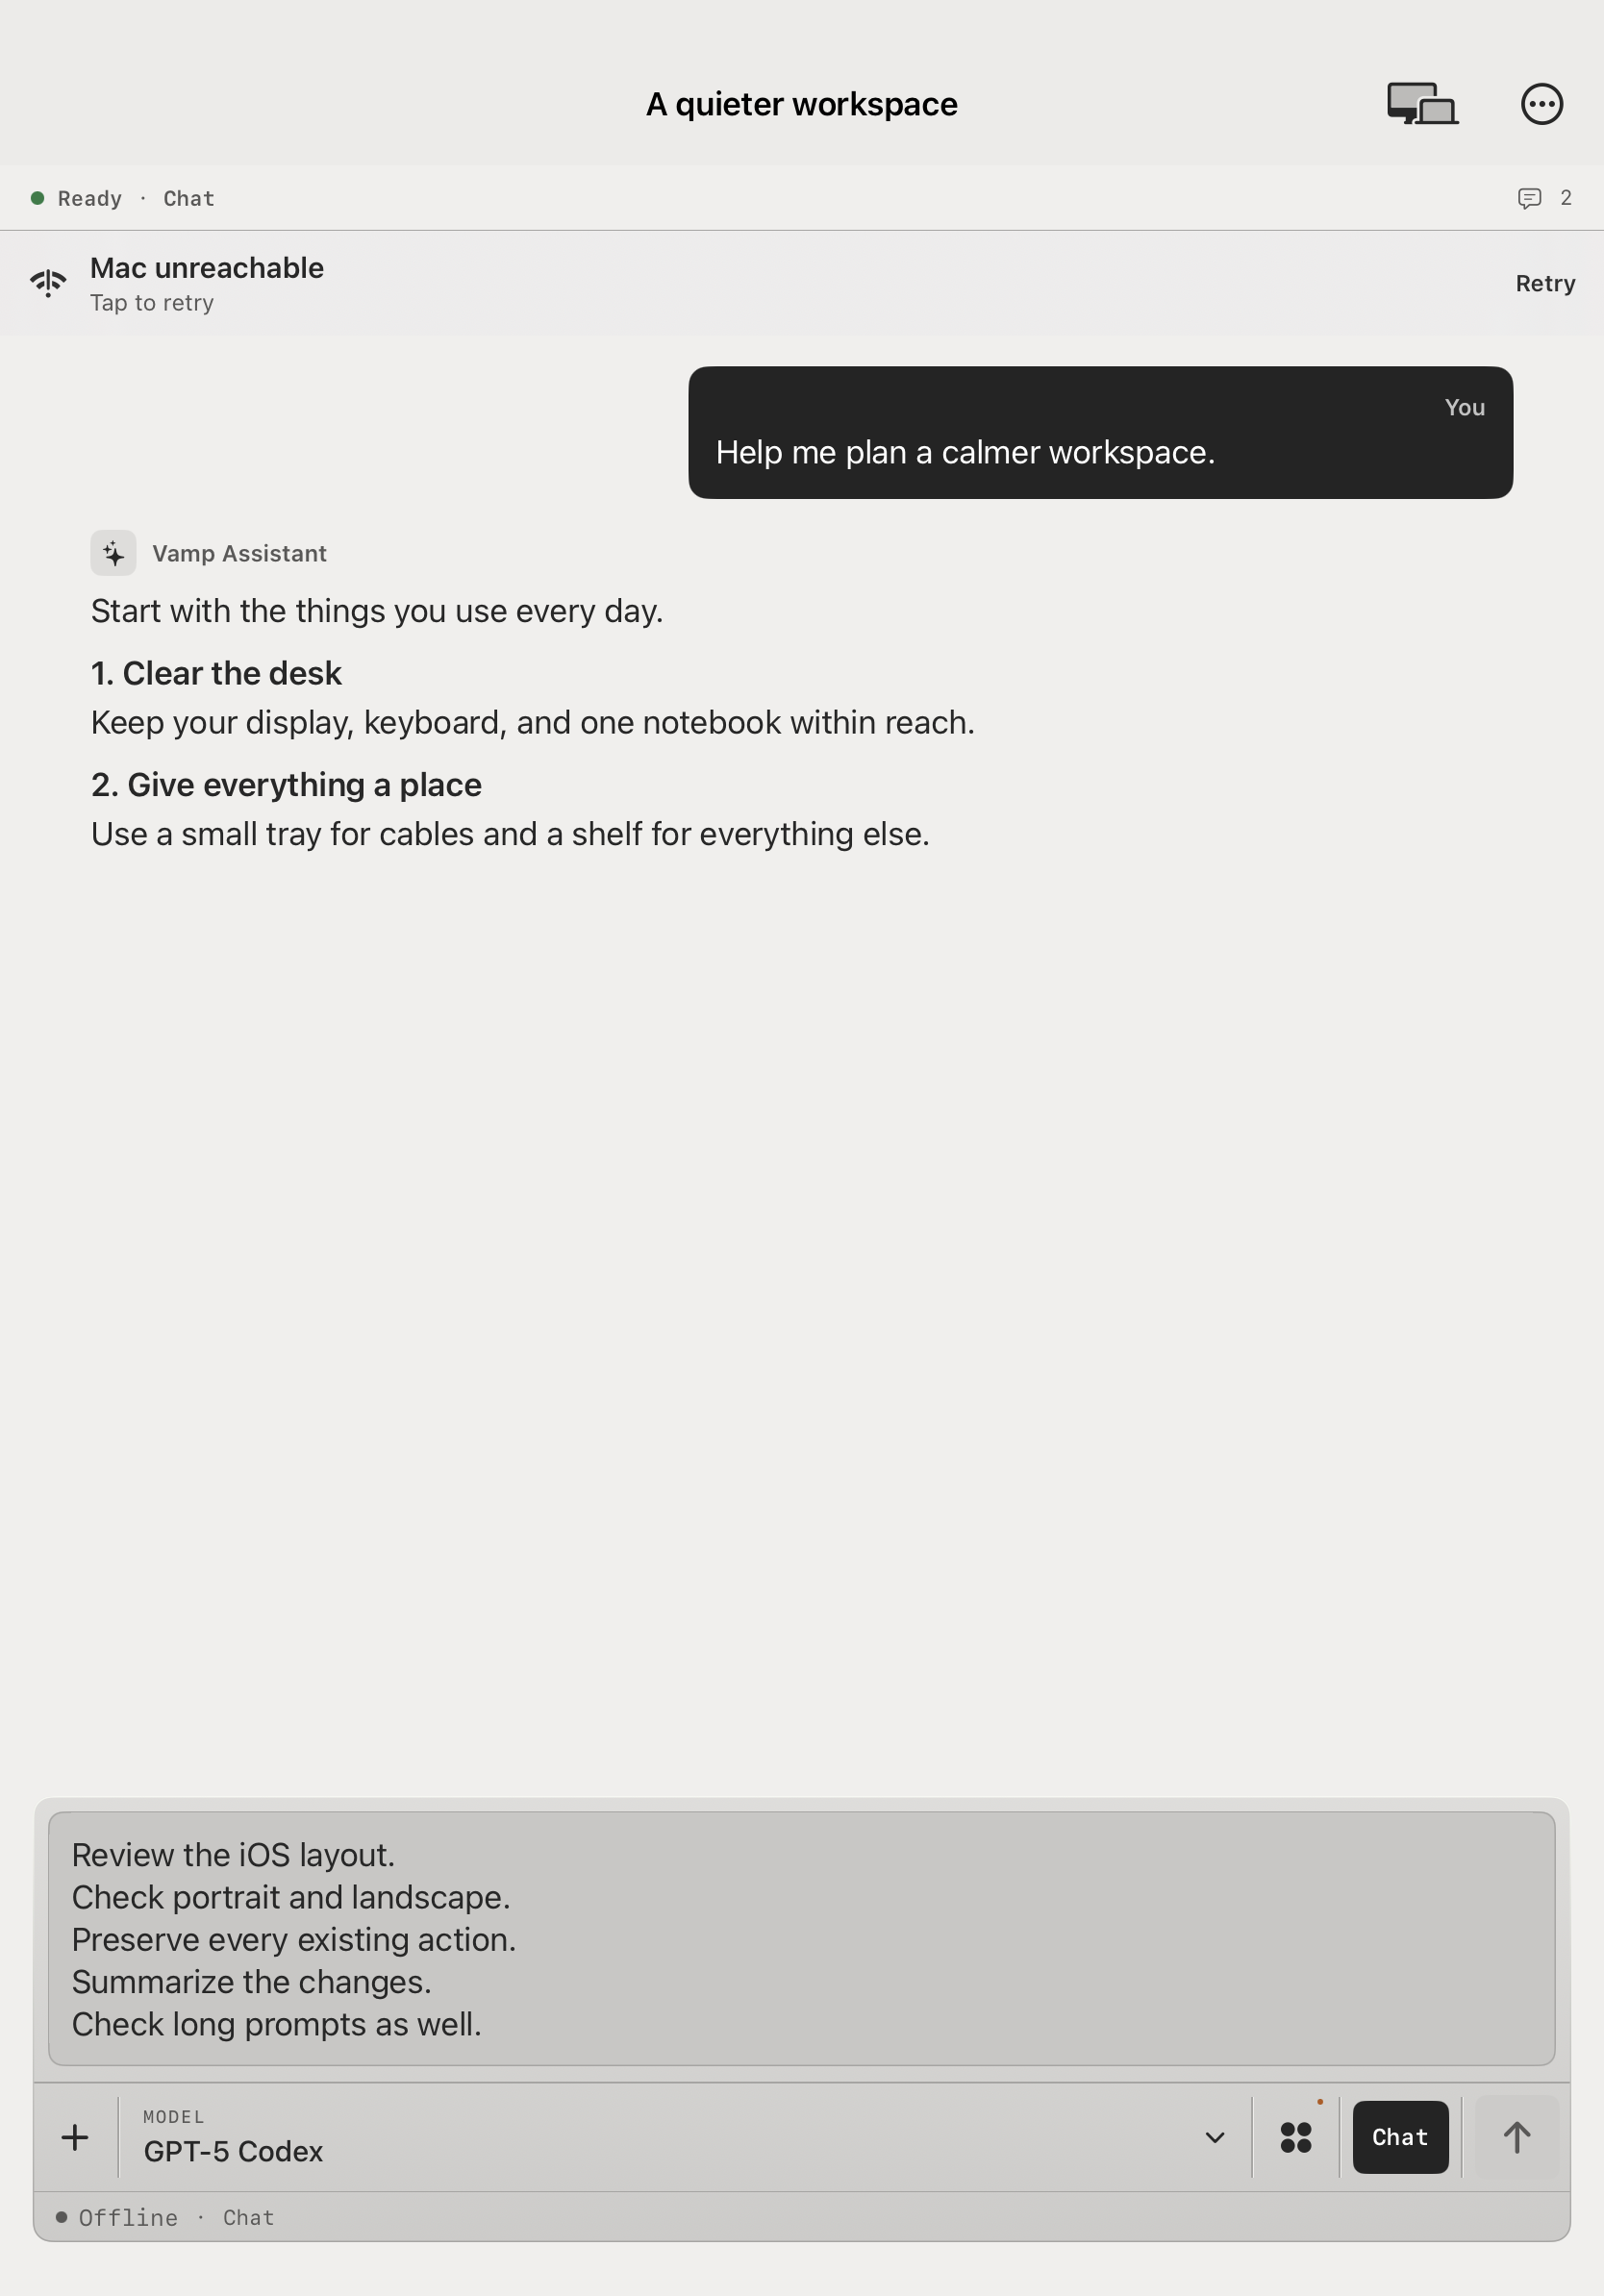 A quieter workspace
Ready · Chat
2
Mac unreachable
Tap to retry
Retry
You
Help me plan a calmer workspace.
Vamp Assistant
Start with the things you use every day.
1. Clear the desk
Keep your display, keyboard, and one notebook within reach.
2. Give everything a place
Use a small tray for cables and a shelf for everything else.
Review the iOS layout.
Check portrait and landscape.
Preserve every existing action.
Summarize the changes.
Check long prompts as well.
MODEL
GPT-5 Codex
Chat
Offline · Chat